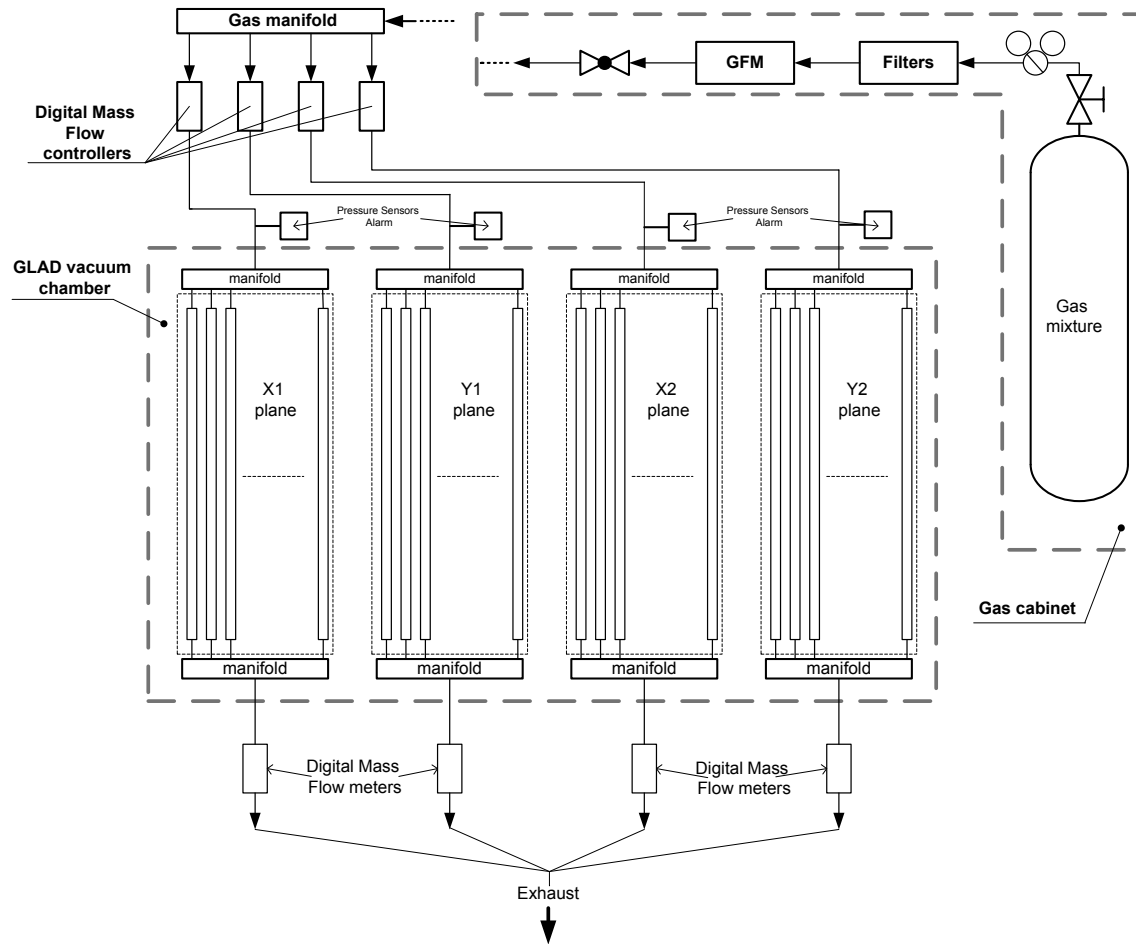 Gas manifold
GFM
Filters
Digital Mass
Flow
controllers
Pressure Sensors
Alarm
Pressure Sensors
Alarm
GLAD vacuum
chamber
manifold
manifold
manifold
manifold
Gas
mixture
X1
plane
Y1
plane
X2
plane
Y2
plane
Gas cabinet
manifold
manifold
manifold
manifold
Digital Mass
Flow meters
Digital Mass
Flow meters
Exhaust